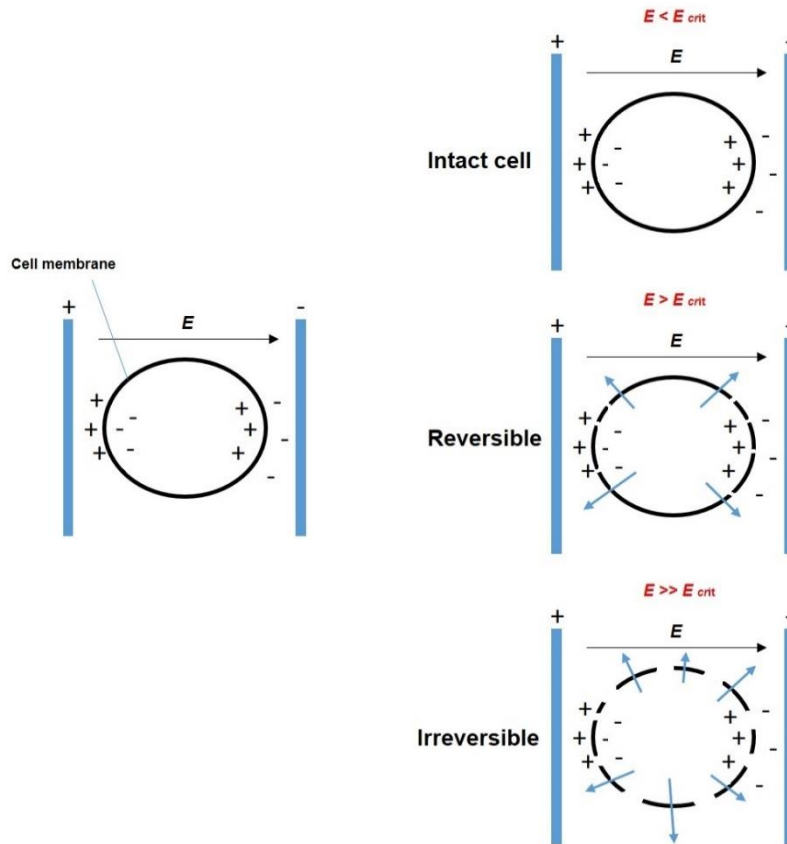 Cell membrane
+ -
E
+ - + -
+ - + -
+ - + -
E < E crit
+
E
Intact cell
+ - + -
+ - + -
+ - + -
E > E crit
+
E
Reversible
+ - + -
+ - + -
+ - + -
E >> E crit
+
E
Irreversible
+ - + -
+ - + -
+ - + -